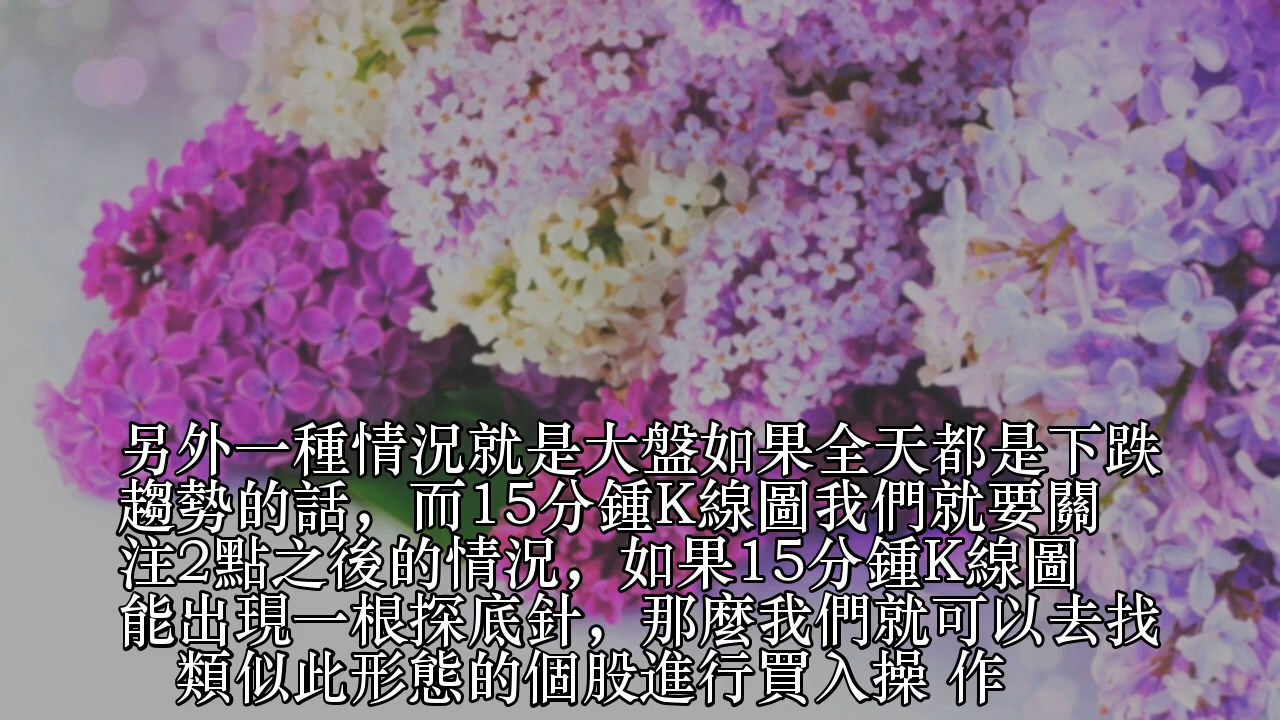 另外一種情況就是大盤如果全天都是下跌
趨勢的話，而15分鍾K線圖我們就要關
注2點之後的情況，如果15分鍾K線圖
能出現一根探底針，那麼我們就可以去找
類似此形態的個股進行買入操 作